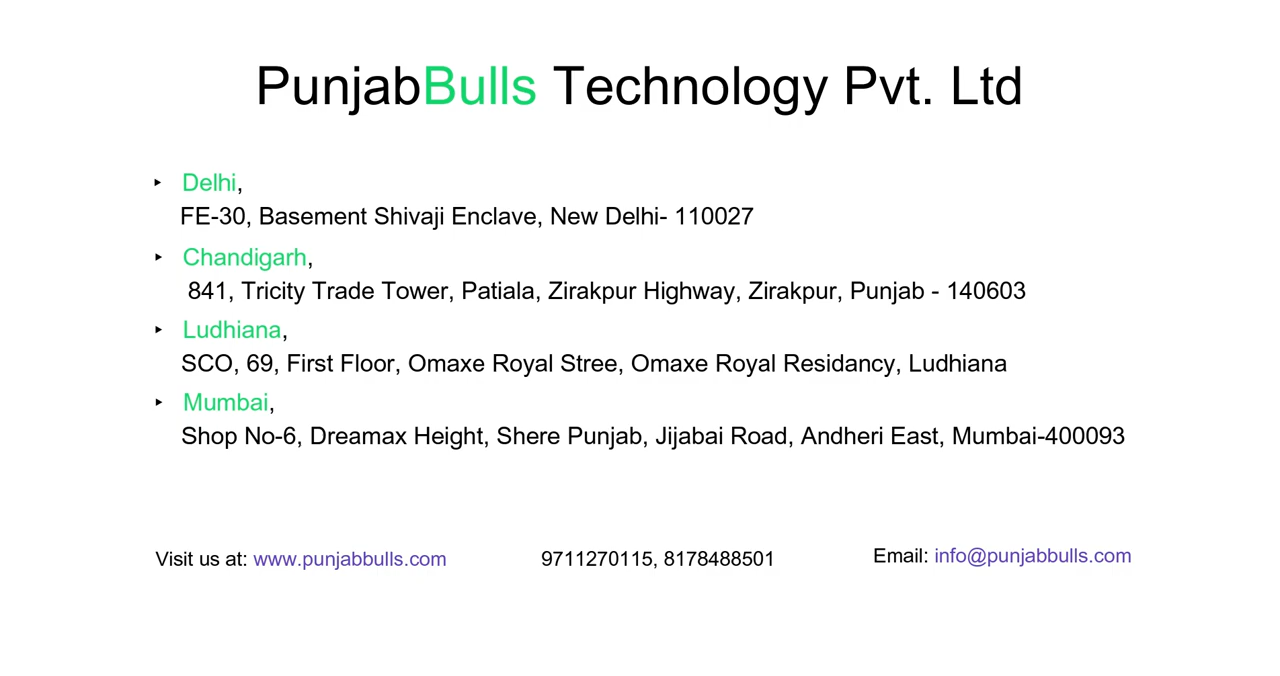 PunjabBulls Technology Pvt. Ltd
‣ Delhi,
FE-30, Basement Shivaji Enclave, New Delhi- 110027
‣ Chandigarh,
841, Tricity Trade Tower, Patiala, Zirakpur Highway, Zirakpur, Punjab - 140603
‣ Ludhiana,
SCO, 69, First Floor, Omaxe Royal Stree, Omaxe Royal Residancy, Ludhiana
‣ Mumbai,
Shop No-6, Dreamax Height, Shere Punjab, Jijabai Road, Andheri East, Mumbai-400093
Visit us at: www.punjabbulls.com
9711270115, 8178488501
Email: info@punjabbulls.com